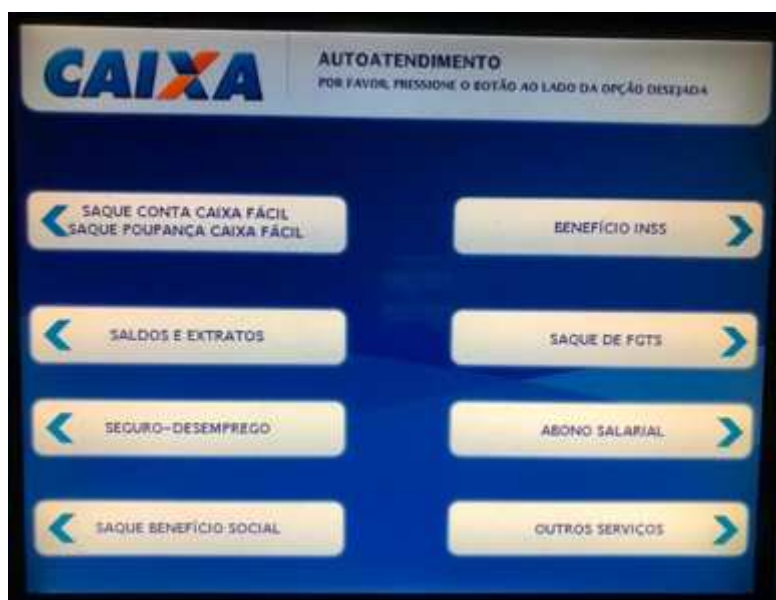 CAIXA
AUTOATENDIMENTO
POR FAVOR, PRESSIONE O BOTÃO AO LADO DA OPÇÃO DESEJADA
SAQUE CONTA CAIXA FÁCIL
SAQUE POUPANÇA CAIXA FÁCIL
BENEFÍCIO INSS
SALDOS E EXTRATOS
SAQUE DE FGTS
SEGURO-DESEMPREGO
ABONO SALARIAL
SAQUE BENEFÍCIO SOCIAL
OUTROS SERVIÇOS